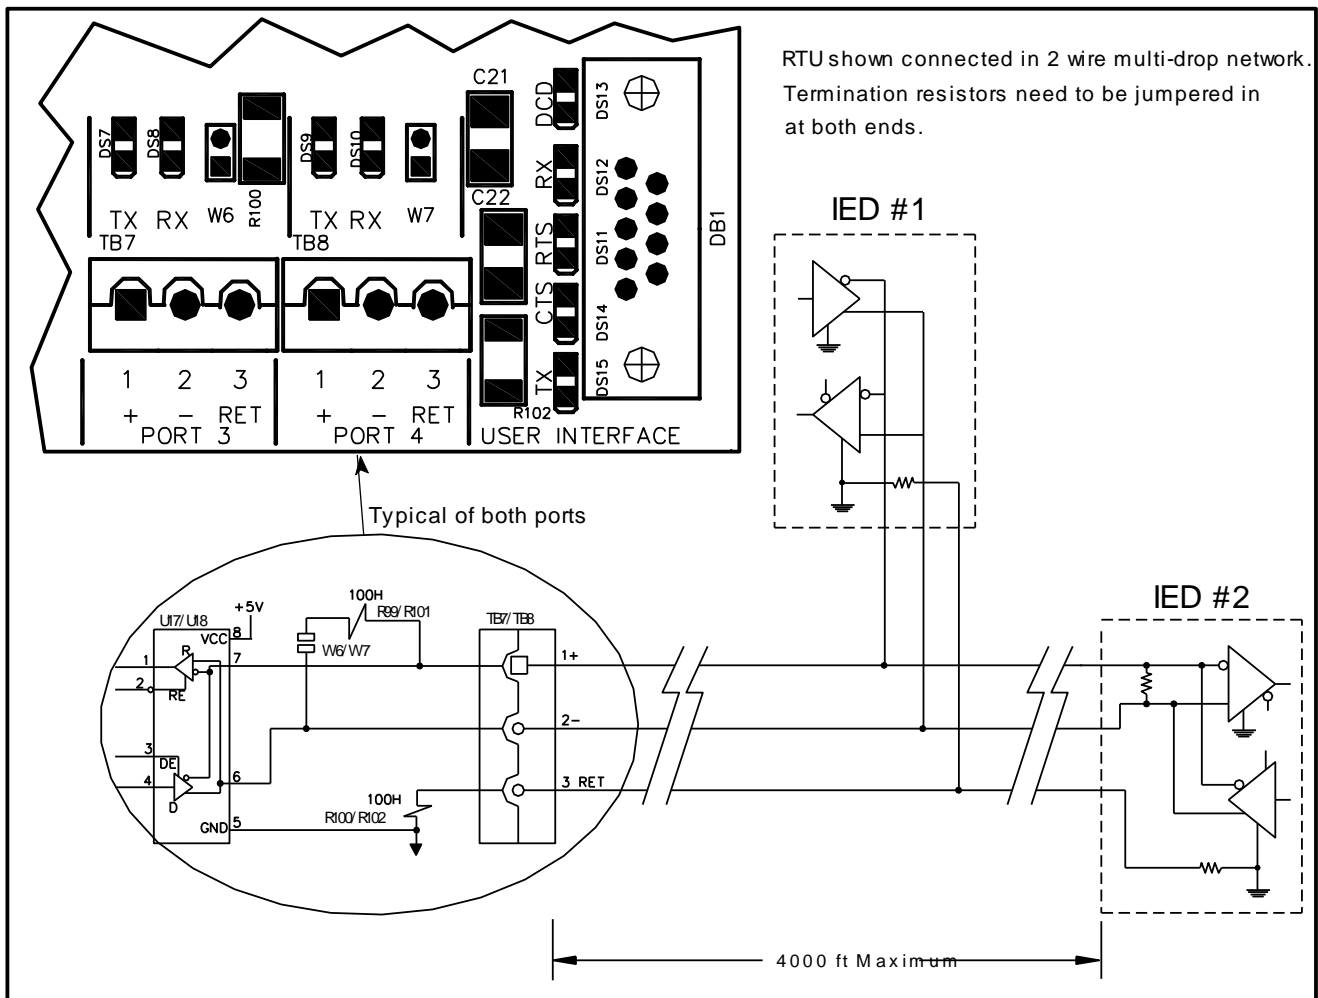 RTU shown connected in 2 wire multi-drop network.
Termination resistors need to be jumpered in
at both ends.
C21
DCD
DS13
DS7
DS8
DS9
DS10
R100
TX RX W6
TX RX W7
C22
RX
DS12
TB7
TB8
RTS
DS11
DB1
CTS
DS14
TX
DS15
R102
1 2 3
+ − RET
PORT 3
1 2 3
+ − RET
PORT 4
USER INTERFACE
Typical of both ports
IED #1
IED #2
U17/U18
+5V
VCC
8
R
1
7
2
RE
3
DE
4
D
6
GND
5
100H
R99/R101
W6/W7
100H
R100/R102
TB7/TB8
1+
2−
3 RET
4000 ft Maximum